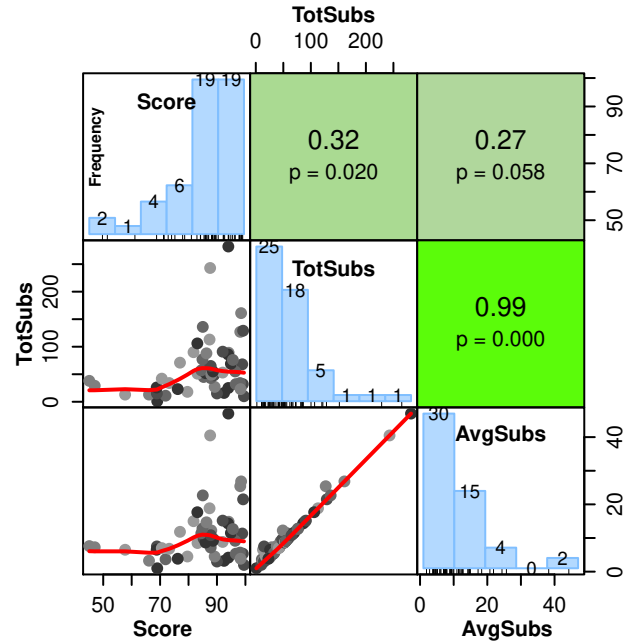 TotSubs
0 100 200
Score
Frequency
2 1 4 6 19 19
0.32
p = 0.020
0.27
p = 0.058
50 70 90
TotSubs
0 100 200
TotSubs
25 18 5 1 1 1
0.99
p = 0.000
AvgSubs
30 15 4 0 2
0 20 40
50 70 90
Score
0 20 40
AvgSubs